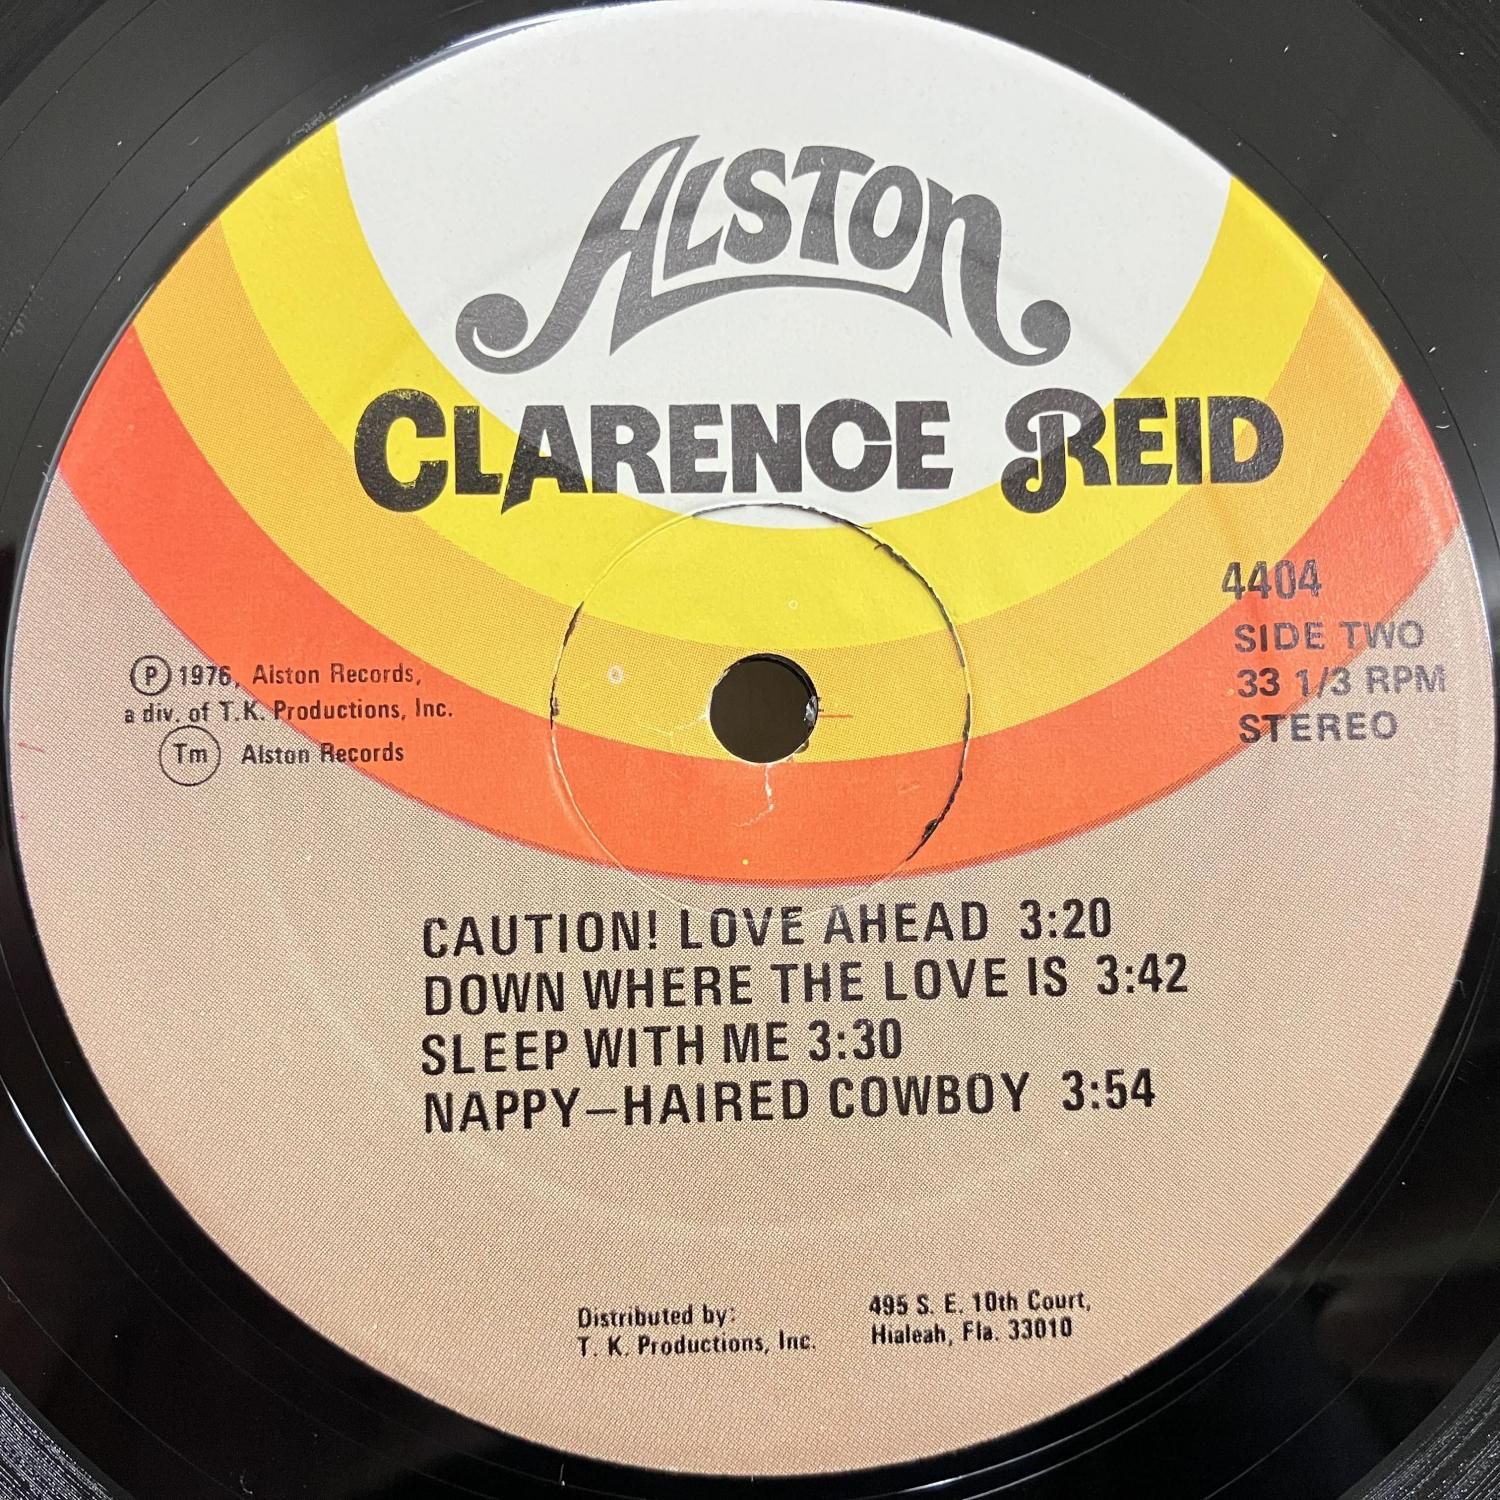 ALSTON
CLARENCE REID
4404
SIDE TWO
33 1/3 RPM
STEREO
Ⓟ 1976, Alston Records,
a div. of T.K. Productions, Inc.
Tm Alston Records
CAUTION! LOVE AHEAD 3:20
DOWN WHERE THE LOVE IS 3:42
SLEEP WITH ME 3:30
NAPPY–HAIRED COWBOY 3:54
Distributed by:
T. K. Productions, Inc.
495 S. E. 10th Court,
Hialeah, Fla. 33010